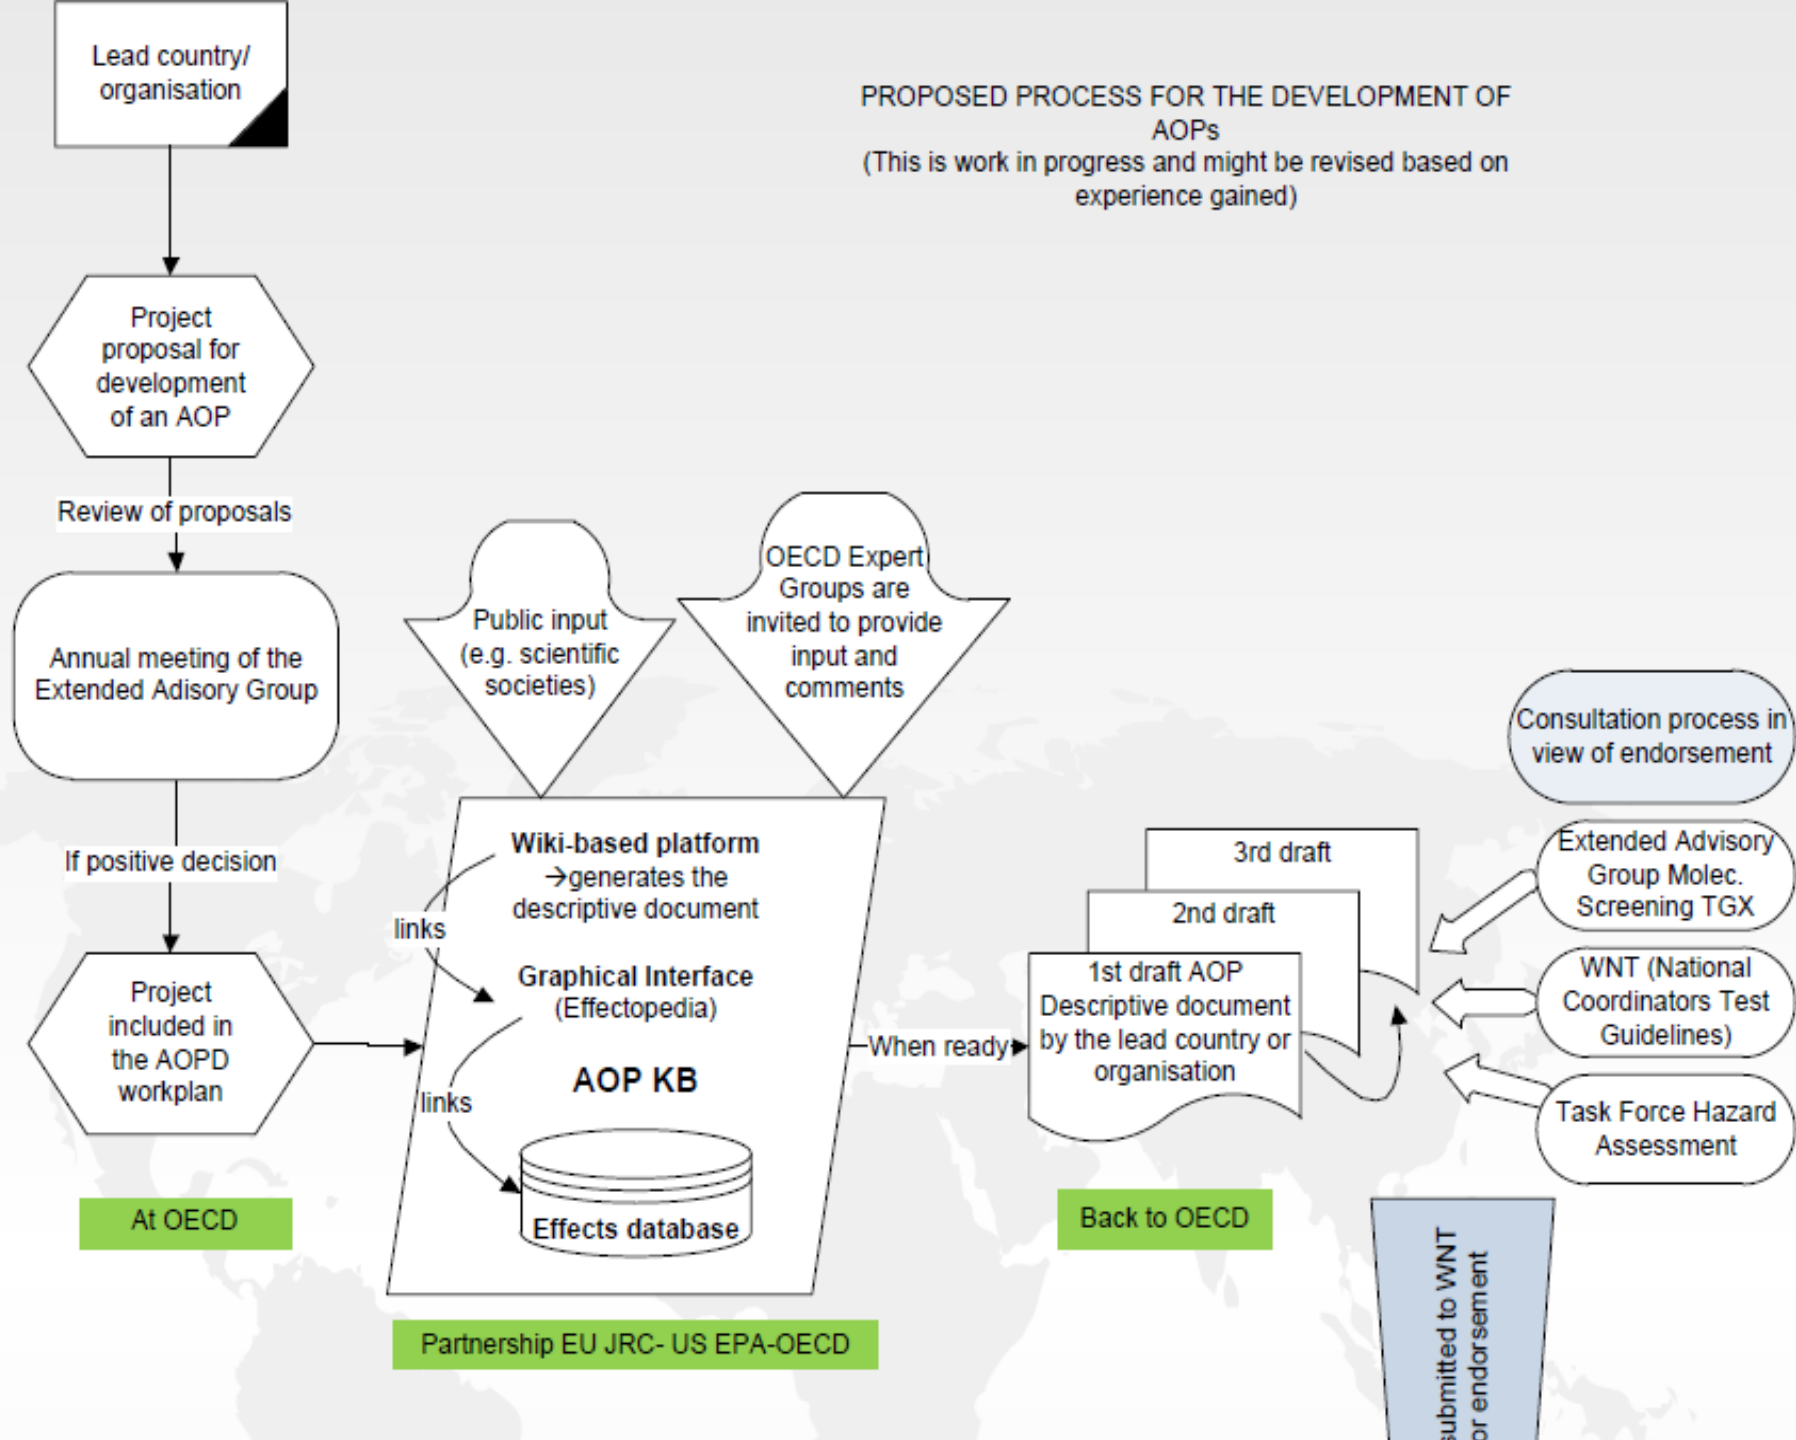 Lead country/
organisation
PROPOSED PROCESS FOR THE DEVELOPMENT OF
AOPs
(This is work in progress and might be revised based on
experience gained)
Project
proposal for
development
of an AOP
Review of proposals
Annual meeting of the
Extended Adisory Group
If positive decision
Project
included in
the AOPD
workplan
At OECD
Public input
(e.g. scientific
societies)
OECD Expert
Groups are
invited to provide
input and
comments
Wiki-based platform
→generates the
descriptive document
links
Graphical Interface
(Effectopedia)
AOP KB
links
Effects database
Partnership EU JRC- US EPA-OECD
When ready
3rd draft
2nd draft
1st draft AOP
Descriptive document
by the lead country or
organisation
Back to OECD
Consultation process in
view of endorsement
Extended Advisory
Group Molec.
Screening TGX
WNT (National
Coordinators Test
Guidelines)
Task Force Hazard
Assessment
submitted to WNT
or endorsement